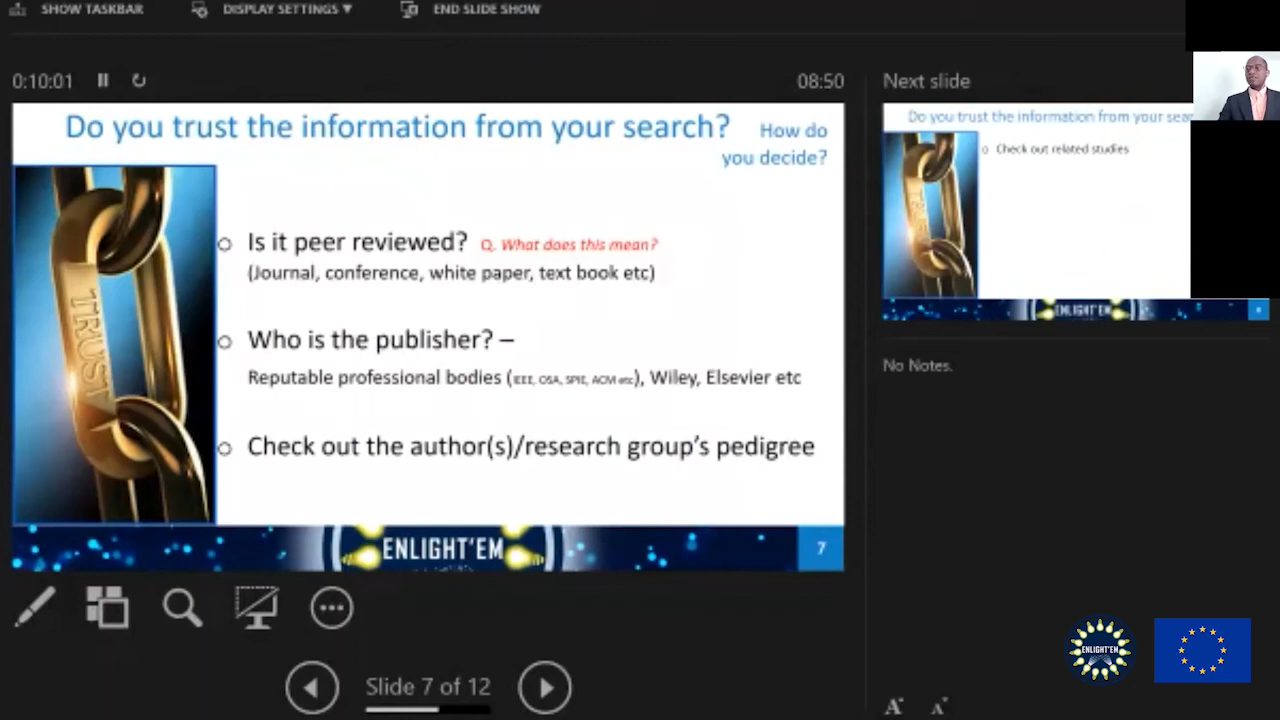 SHOW TASKBAR
DISPLAY SETTINGS ▼
END SLIDE SHOW
0:10:01
08:50
Next slide
Do you trust the information from your search?
How do
you decide?
TRUST
○ Is it peer reviewed? Q. What does this mean?
(Journal, conference, white paper, text book etc)
○ Who is the publisher? –
Reputable professional bodies (IEEE, OSA, SPIE, ACM etc), Wiley, Elsevier etc
○ Check out the author(s)/research group's pedigree
ENLIGHT'EM
7
Do you trust the information from your sear
○ Check out related studies
TRUST
ENLIGHT'EM
No Notes.
Slide 7 of 12
ENLIGHT'EM
A
A